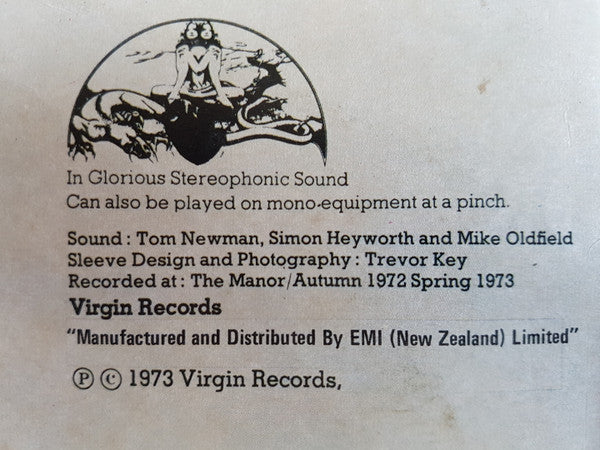 In Glorious Stereophonic Sound
Can also be played on mono-equipment at a pinch.
Sound : Tom Newman, Simon Heyworth and Mike Oldfield
Sleeve Design and Photography : Trevor Key
Recorded at : The Manor/Autumn 1972 Spring 1973
Virgin Records
"Manufactured and Distributed By EMI (New Zealand) Limited"
Ⓟ © 1973 Virgin Records,